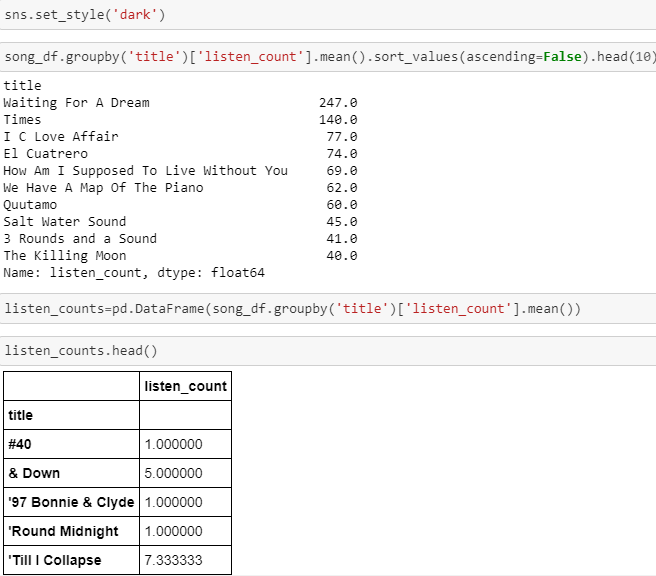 sns.set_style('dark')
song_df.groupby('title')['listen_count'].mean().sort_values(ascending=False).head(10)
title
Waiting For A Dream 247.0
Times 140.0
I C Love Affair 77.0
El Cuatrero 74.0
How Am I Supposed To Live Without You 69.0
We Have A Map Of The Piano 62.0
Quutamo 60.0
Salt Water Sound 45.0
3 Rounds and a Sound 41.0
The Killing Moon 40.0
Name: listen_count, dtype: float64
listen_counts=pd.DataFrame(song_df.groupby('title')['listen_count'].mean())
listen_counts.head()
listen_count
title
#40 1.000000
& Down 5.000000
'97 Bonnie & Clyde 1.000000
'Round Midnight 1.000000
'Till I Collapse 7.333333